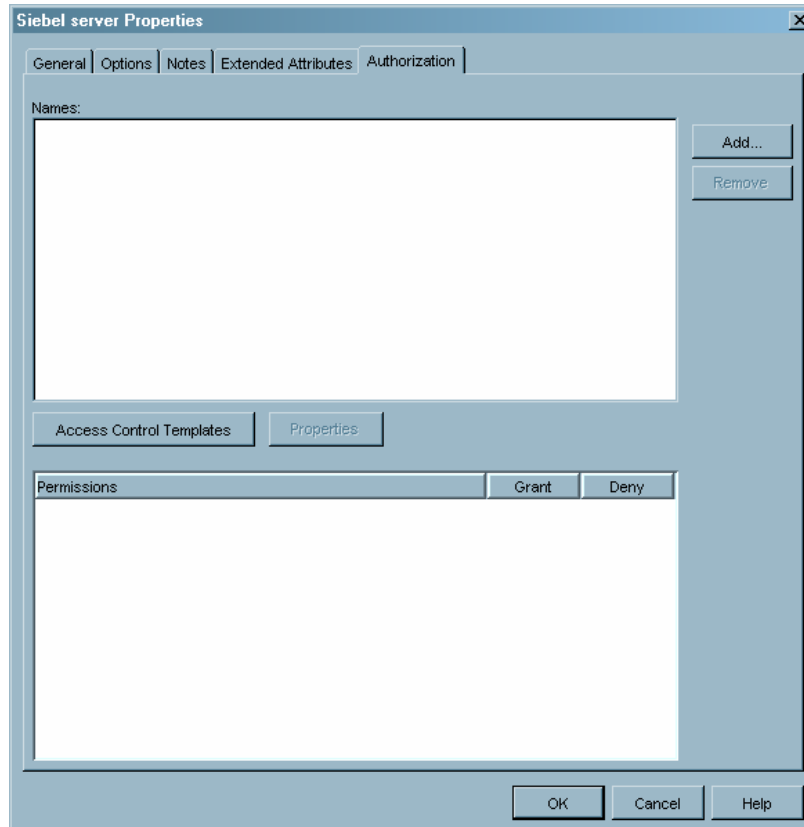 Siebel server Properties
General Options Notes Extended Attributes Authorization
Names:
Add...
Remove
Access Control Templates Properties
Permissions Grant Deny
OK Cancel Help